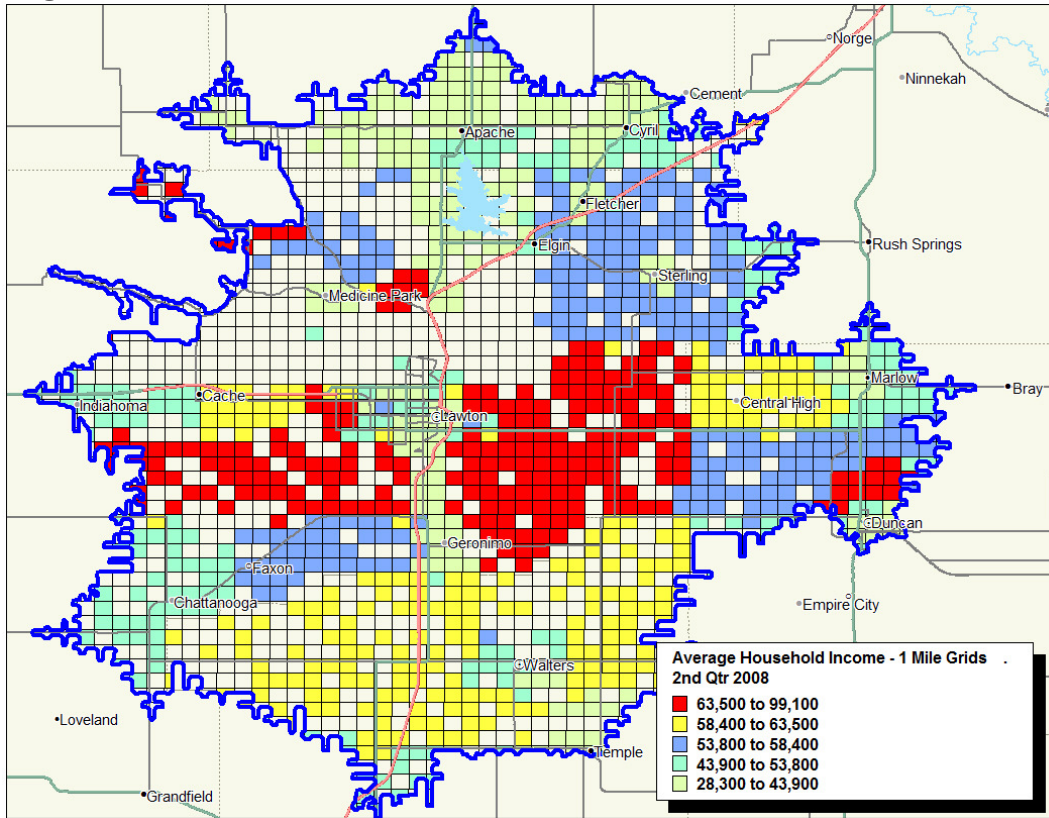 Norge
Ninnekah
Cement
Apache
Cyril
Fletcher
Elgin
Rush Springs
Sterling
Medicine Park
Marlow
Bray
Indiahoma
Cache
Central High
Lawton
Duncan
Geronimo
Faxon
Chattanooga
Empire City
Walters
Loveland
Temple
Grandfield
Average Household Income - 1 Mile Grids .
2nd Qtr 2008
63,500 to 99,100
58,400 to 63,500
53,800 to 58,400
43,900 to 53,800
28,300 to 43,900